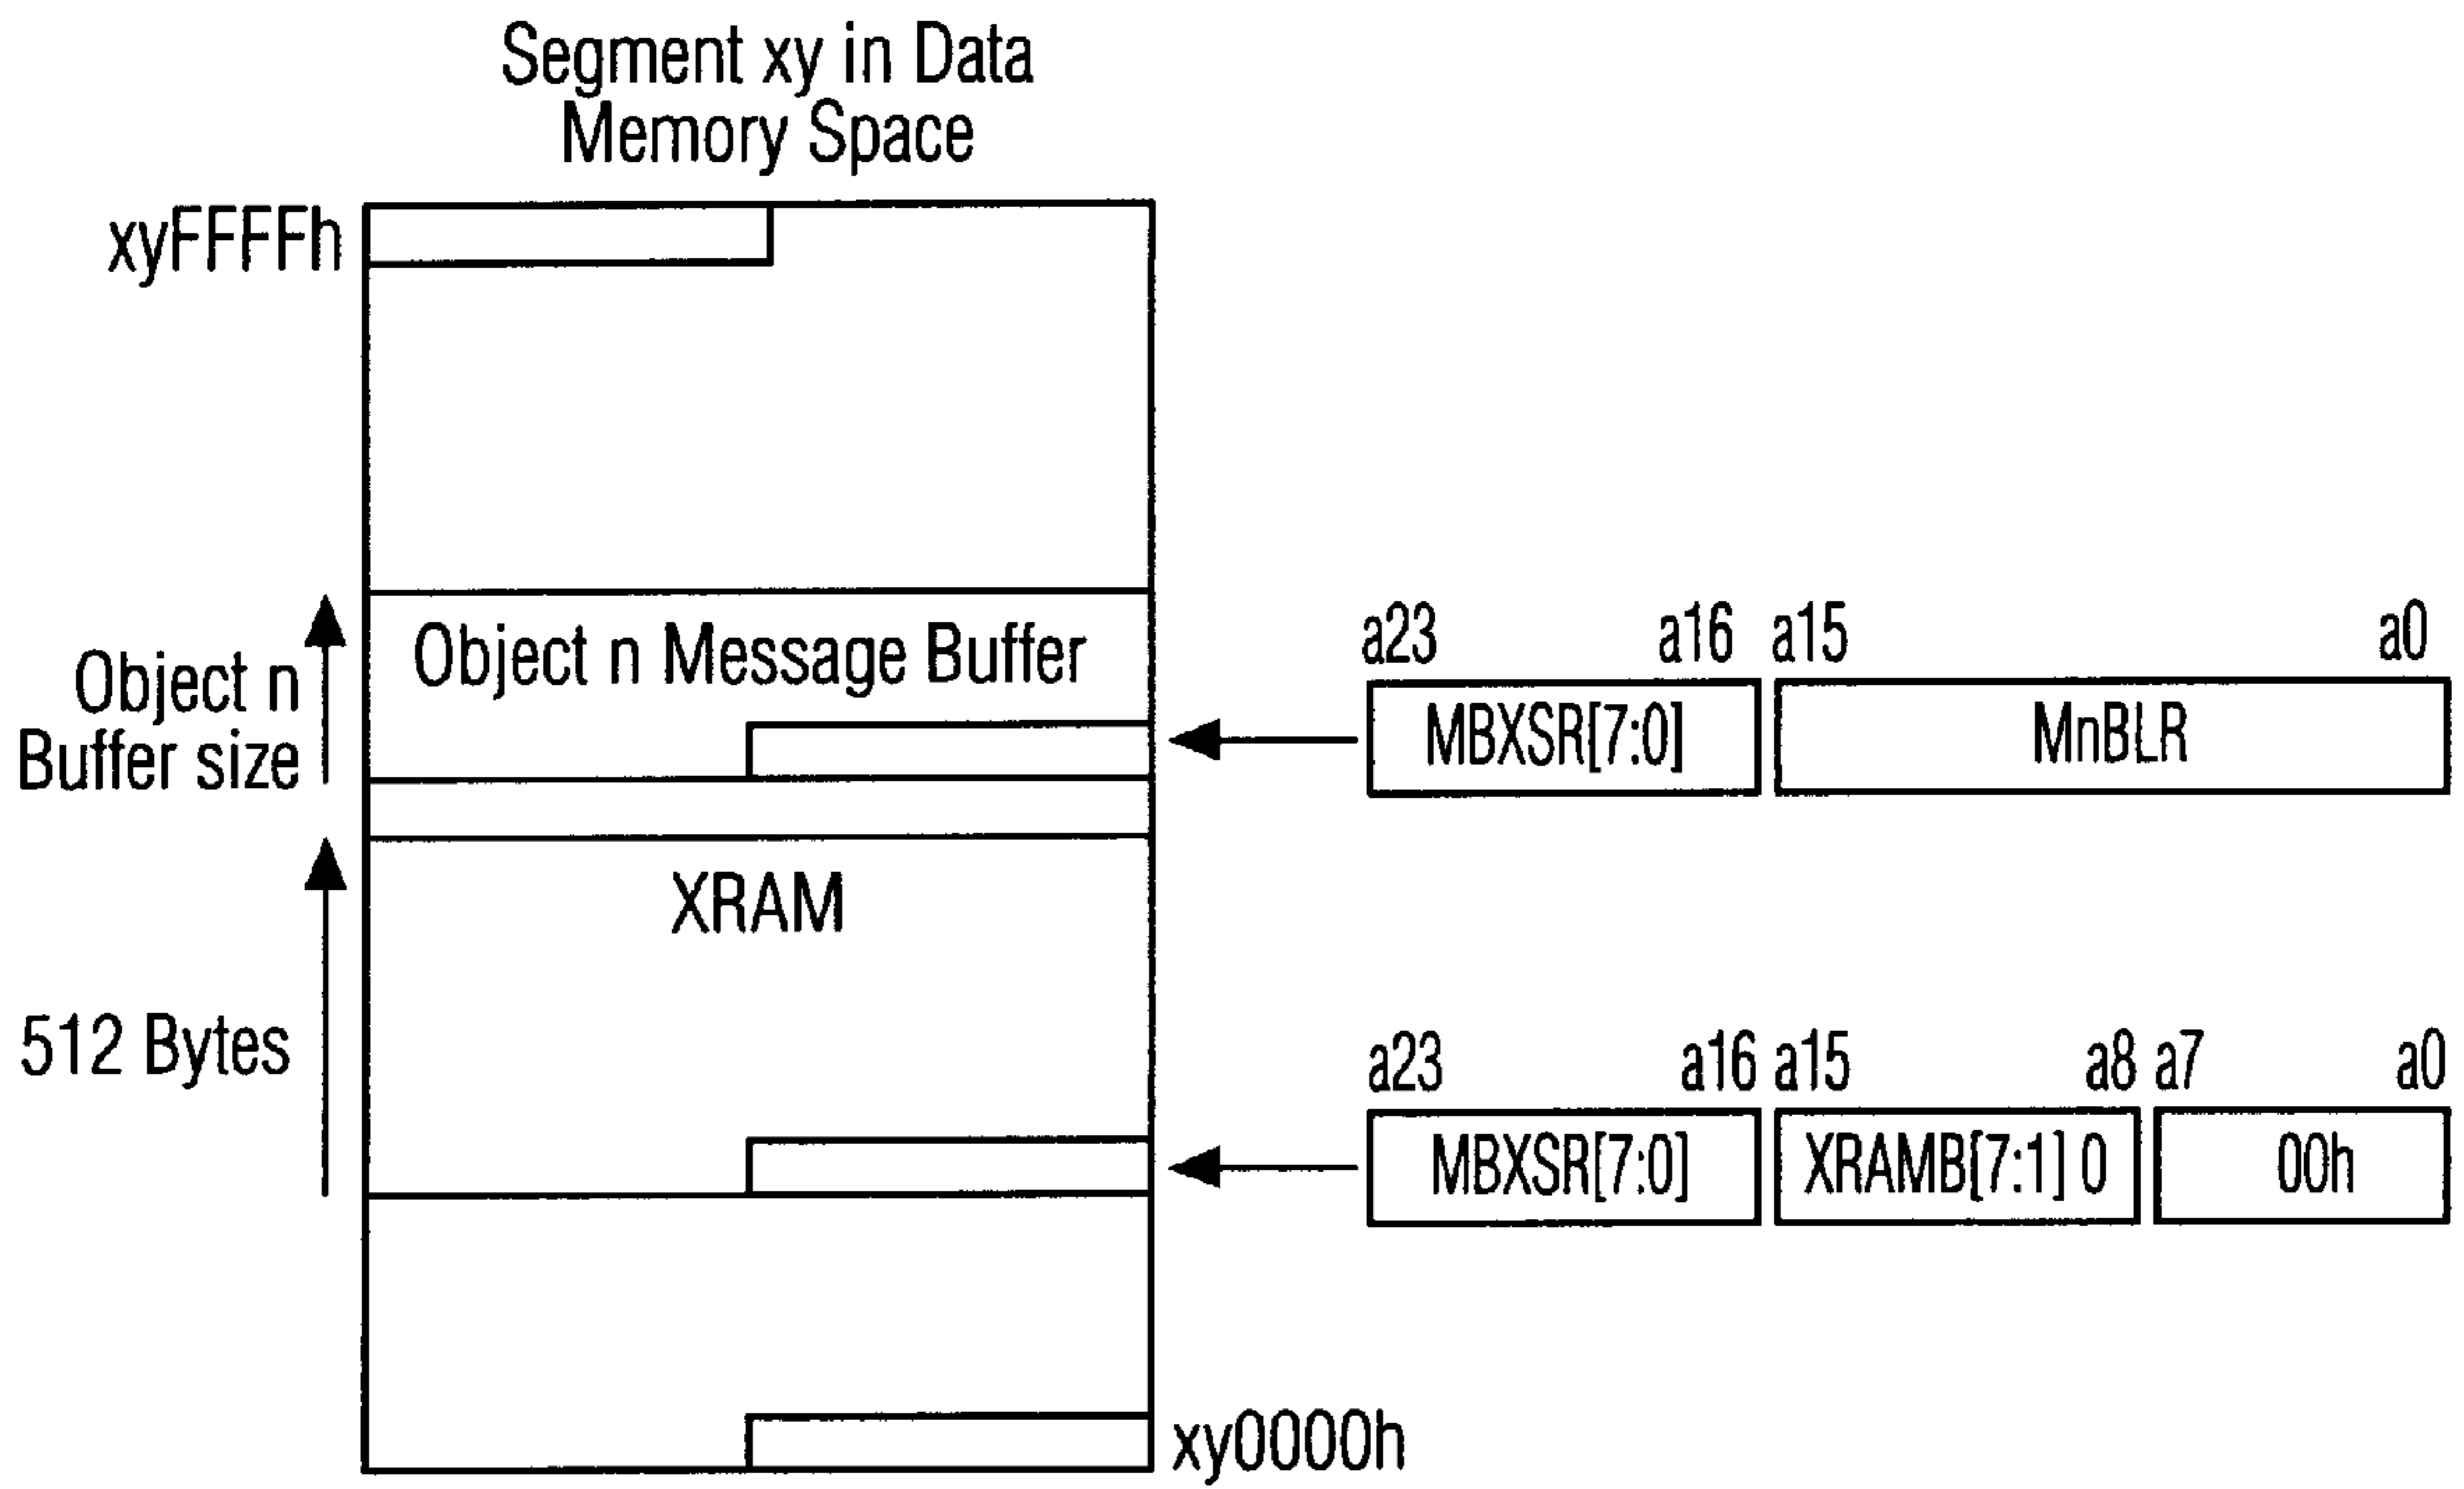 Segment xy in Data
Memory Space
xyFFFFh
Object n Message Buffer
Object n
Buffer size
a23 a16 a15 a0
MBXSR[7:0] MnBLR
XRAM
512 Bytes
a23 a16 a15 a8 a7 a0
MBXSR[7:0] XRAMB[7:1] 0 00h
xy0000h